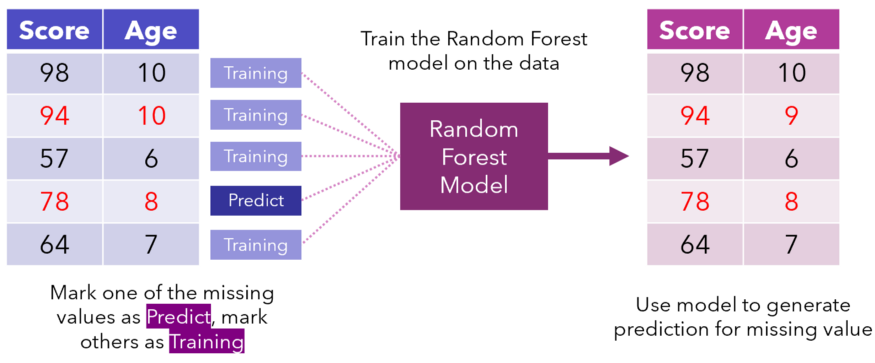 Score Age
98 10
94 10
57 6
78 8
64 7
Training
Training
Training
Predict
Training
Mark one of the missing
values as Predict, mark
others as Training
Train the Random Forest
model on the data
Random
Forest
Model
Score Age
98 10
94 9
57 6
78 8
64 7
Use model to generate
prediction for missing value